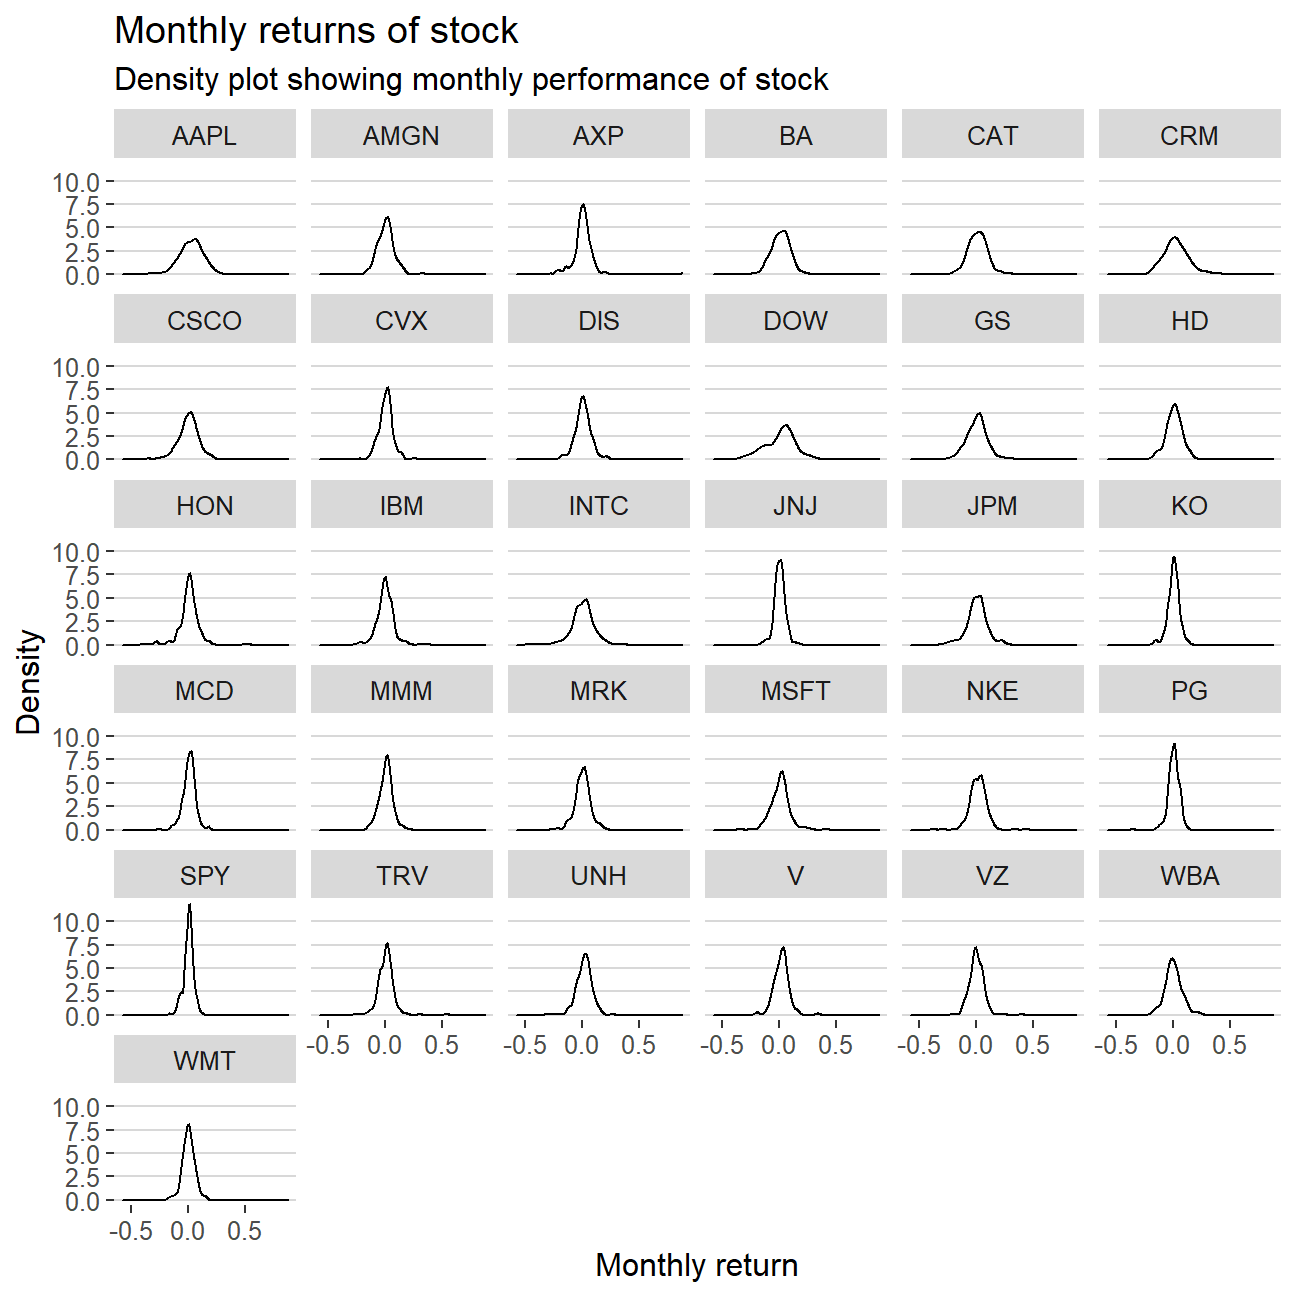 Monthly returns of stock
Density plot showing monthly performance of stock
AAPL AMGN AXP BA CAT CRM
10.0
7.5
5.0
2.5
0.0
CSCO CVX DIS DOW GS HD
10.0
7.5
5.0
2.5
0.0
HON IBM INTC JNJ JPM KO
10.0
7.5
5.0
2.5
0.0
Density
MCD MMM MRK MSFT NKE PG
10.0
7.5
5.0
2.5
0.0
SPY TRV UNH V VZ WBA
10.0
7.5
5.0
2.5
0.0
-0.5 0.0 0.5 -0.5 0.0 0.5 -0.5 0.0 0.5 -0.5 0.0 0.5 -0.5 0.0 0.5
WMT
10.0
7.5
5.0
2.5
0.0
-0.5 0.0 0.5
Monthly return